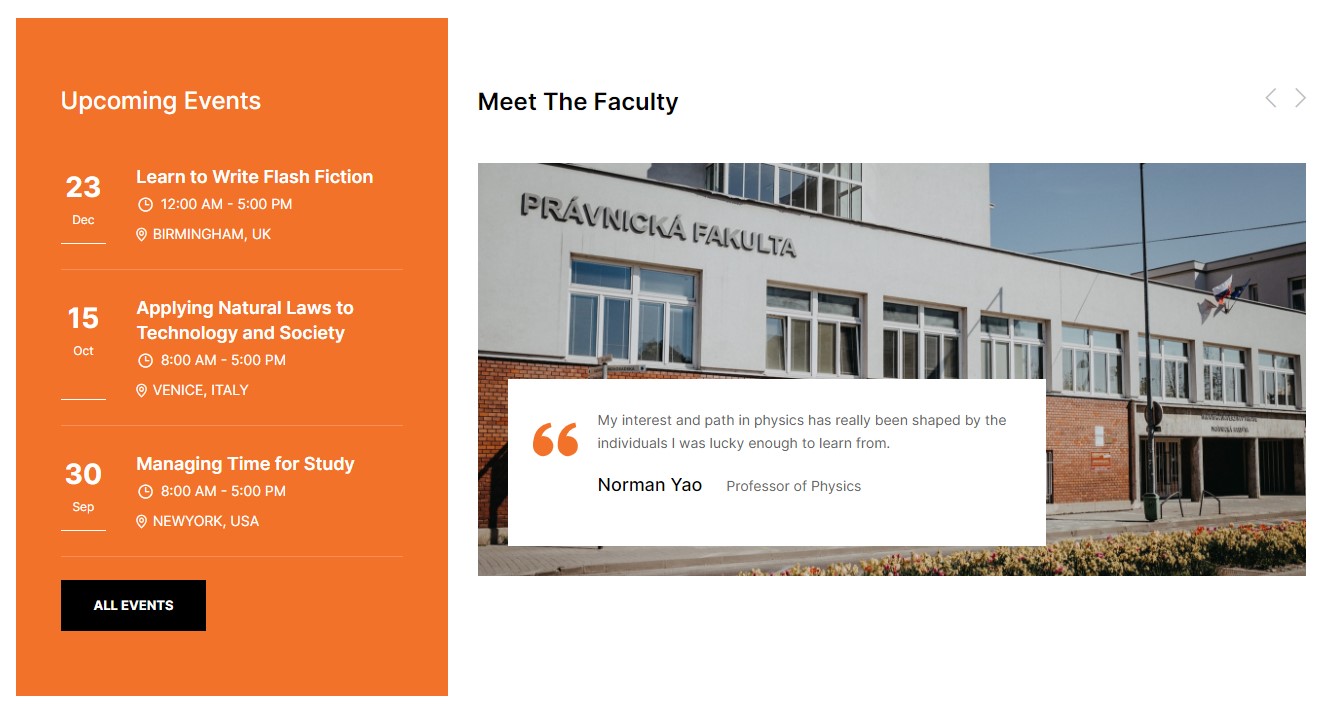 Upcoming Events
23
Dec
Learn to Write Flash Fiction
12:00 AM - 5:00 PM
BIRMINGHAM, UK
15
Oct
Applying Natural Laws to
Technology and Society
8:00 AM - 5:00 PM
VENICE, ITALY
30
Sep
Managing Time for Study
8:00 AM - 5:00 PM
NEWYORK, USA
ALL EVENTS
Meet The Faculty
PRÁVNICKÁ FAKULTA
My interest and path in physics has really been shaped by the
individuals I was lucky enough to learn from.
Norman Yao Professor of Physics